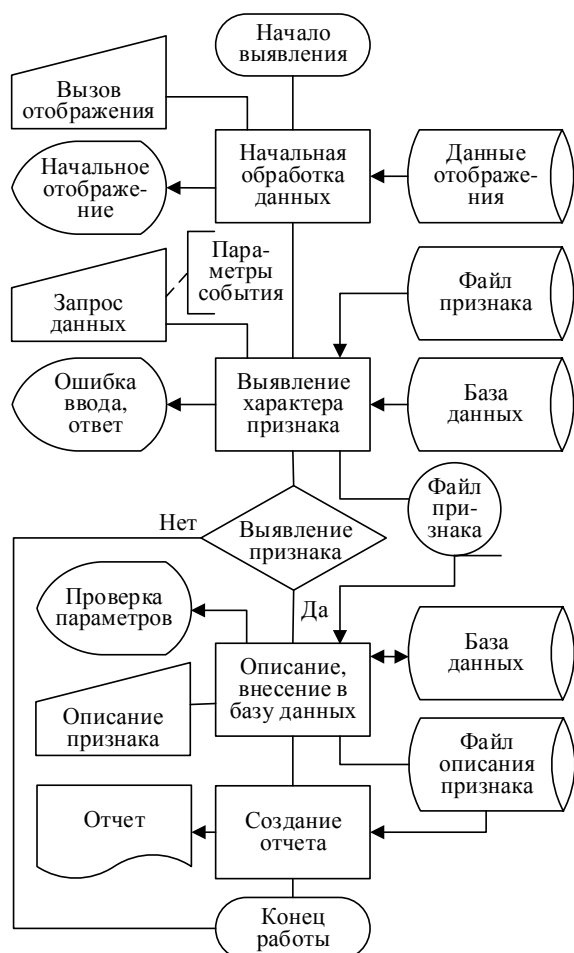 Начало
выявления
Вызов
отображения
Начальная
обработка
данных
Данные
отображе-
ния
Начальное
отображе-
ние
Пара-
метры
события
Файл
признака
Запрос
данных
Ошибка
ввода,
ответ
Выявление
характера
признака
База
данных
Файл
при-
знака
Нет
Выявление
признака
Да
Проверка
параметров
Описание,
внесение в
базу данных
База
данных
Описание
признака
Файл
описания
признака
Отчет
Создание
отчета
Конец
работы